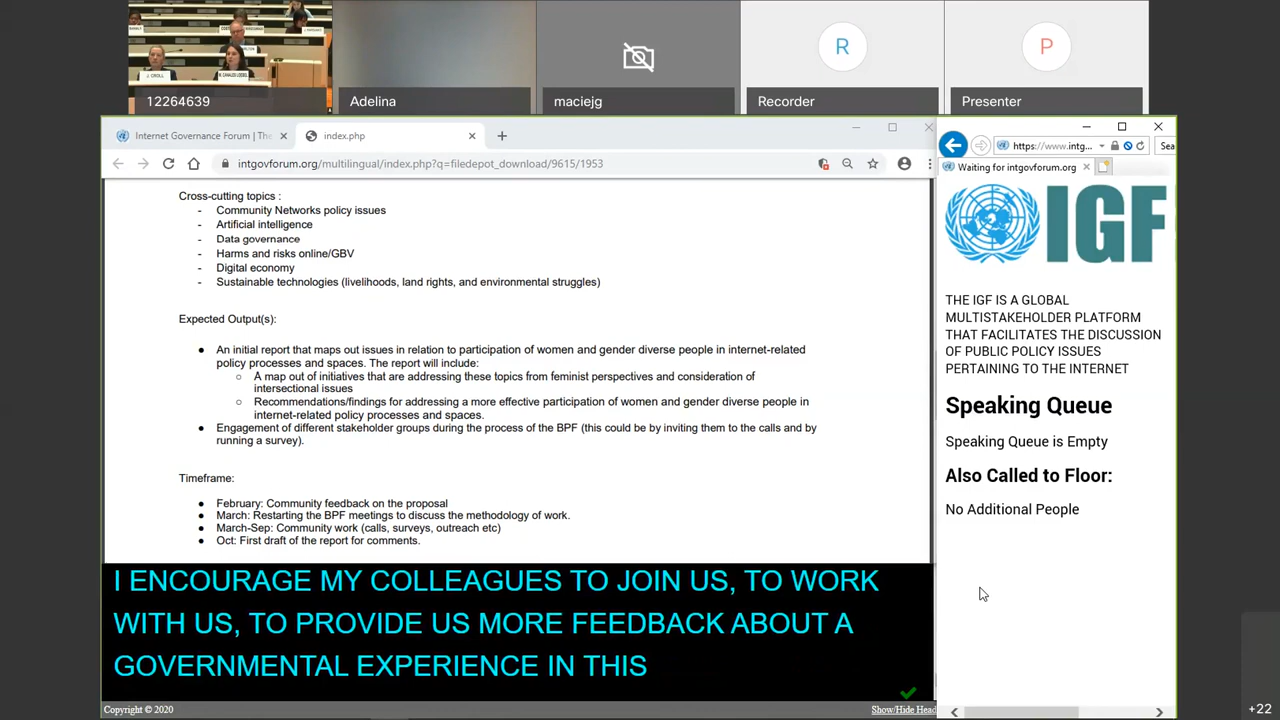 J. CROLL
M. CANALES LOEBEL
12264639
Adelina
maciejg
R
Recorder
P
Presenter
Internet Governance Forum | The
index.php
intgovforum.org/multilingual/index.php?q=filedepot_download/9615/1953
Cross-cutting topics :
- Community Networks policy issues
- Artificial intelligence
- Data governance
- Harms and risks online/GBV
- Digital economy
- Sustainable technologies (livelihoods, land rights, and environmental struggles)
Expected Output(s):
● An initial report that maps out issues in relation to participation of women and gender diverse people in internet-related
policy processes and spaces. The report will include:
○ A map out of initiatives that are addressing these topics from feminist perspectives and consideration of
intersectional issues
○ Recommendations/findings for addressing a more effective participation of women and gender diverse people in
internet-related policy processes and spaces.
● Engagement of different stakeholder groups during the process of the BPF (this could be by inviting them to the calls and by
running a survey).
Timeframe:
● February: Community feedback on the proposal
● March: Restarting the BPF meetings to discuss the methodology of work.
● March-Sep: Community work (calls, surveys, outreach etc)
● Oct: First draft of the report for comments.
I ENCOURAGE MY COLLEAGUES TO JOIN US, TO WORK
WITH US, TO PROVIDE US MORE FEEDBACK ABOUT A
GOVERNMENTAL EXPERIENCE IN THIS
Copyright © 2020
Show/Hide Head
https://www.intg...
Sea
Waiting for intgovforum.org
IGF
THE IGF IS A GLOBAL
MULTISTAKEHOLDER PLATFORM
THAT FACILITATES THE DISCUSSION
OF PUBLIC POLICY ISSUES
PERTAINING TO THE INTERNET
Speaking Queue
Speaking Queue is Empty
Also Called to Floor:
No Additional People
+22